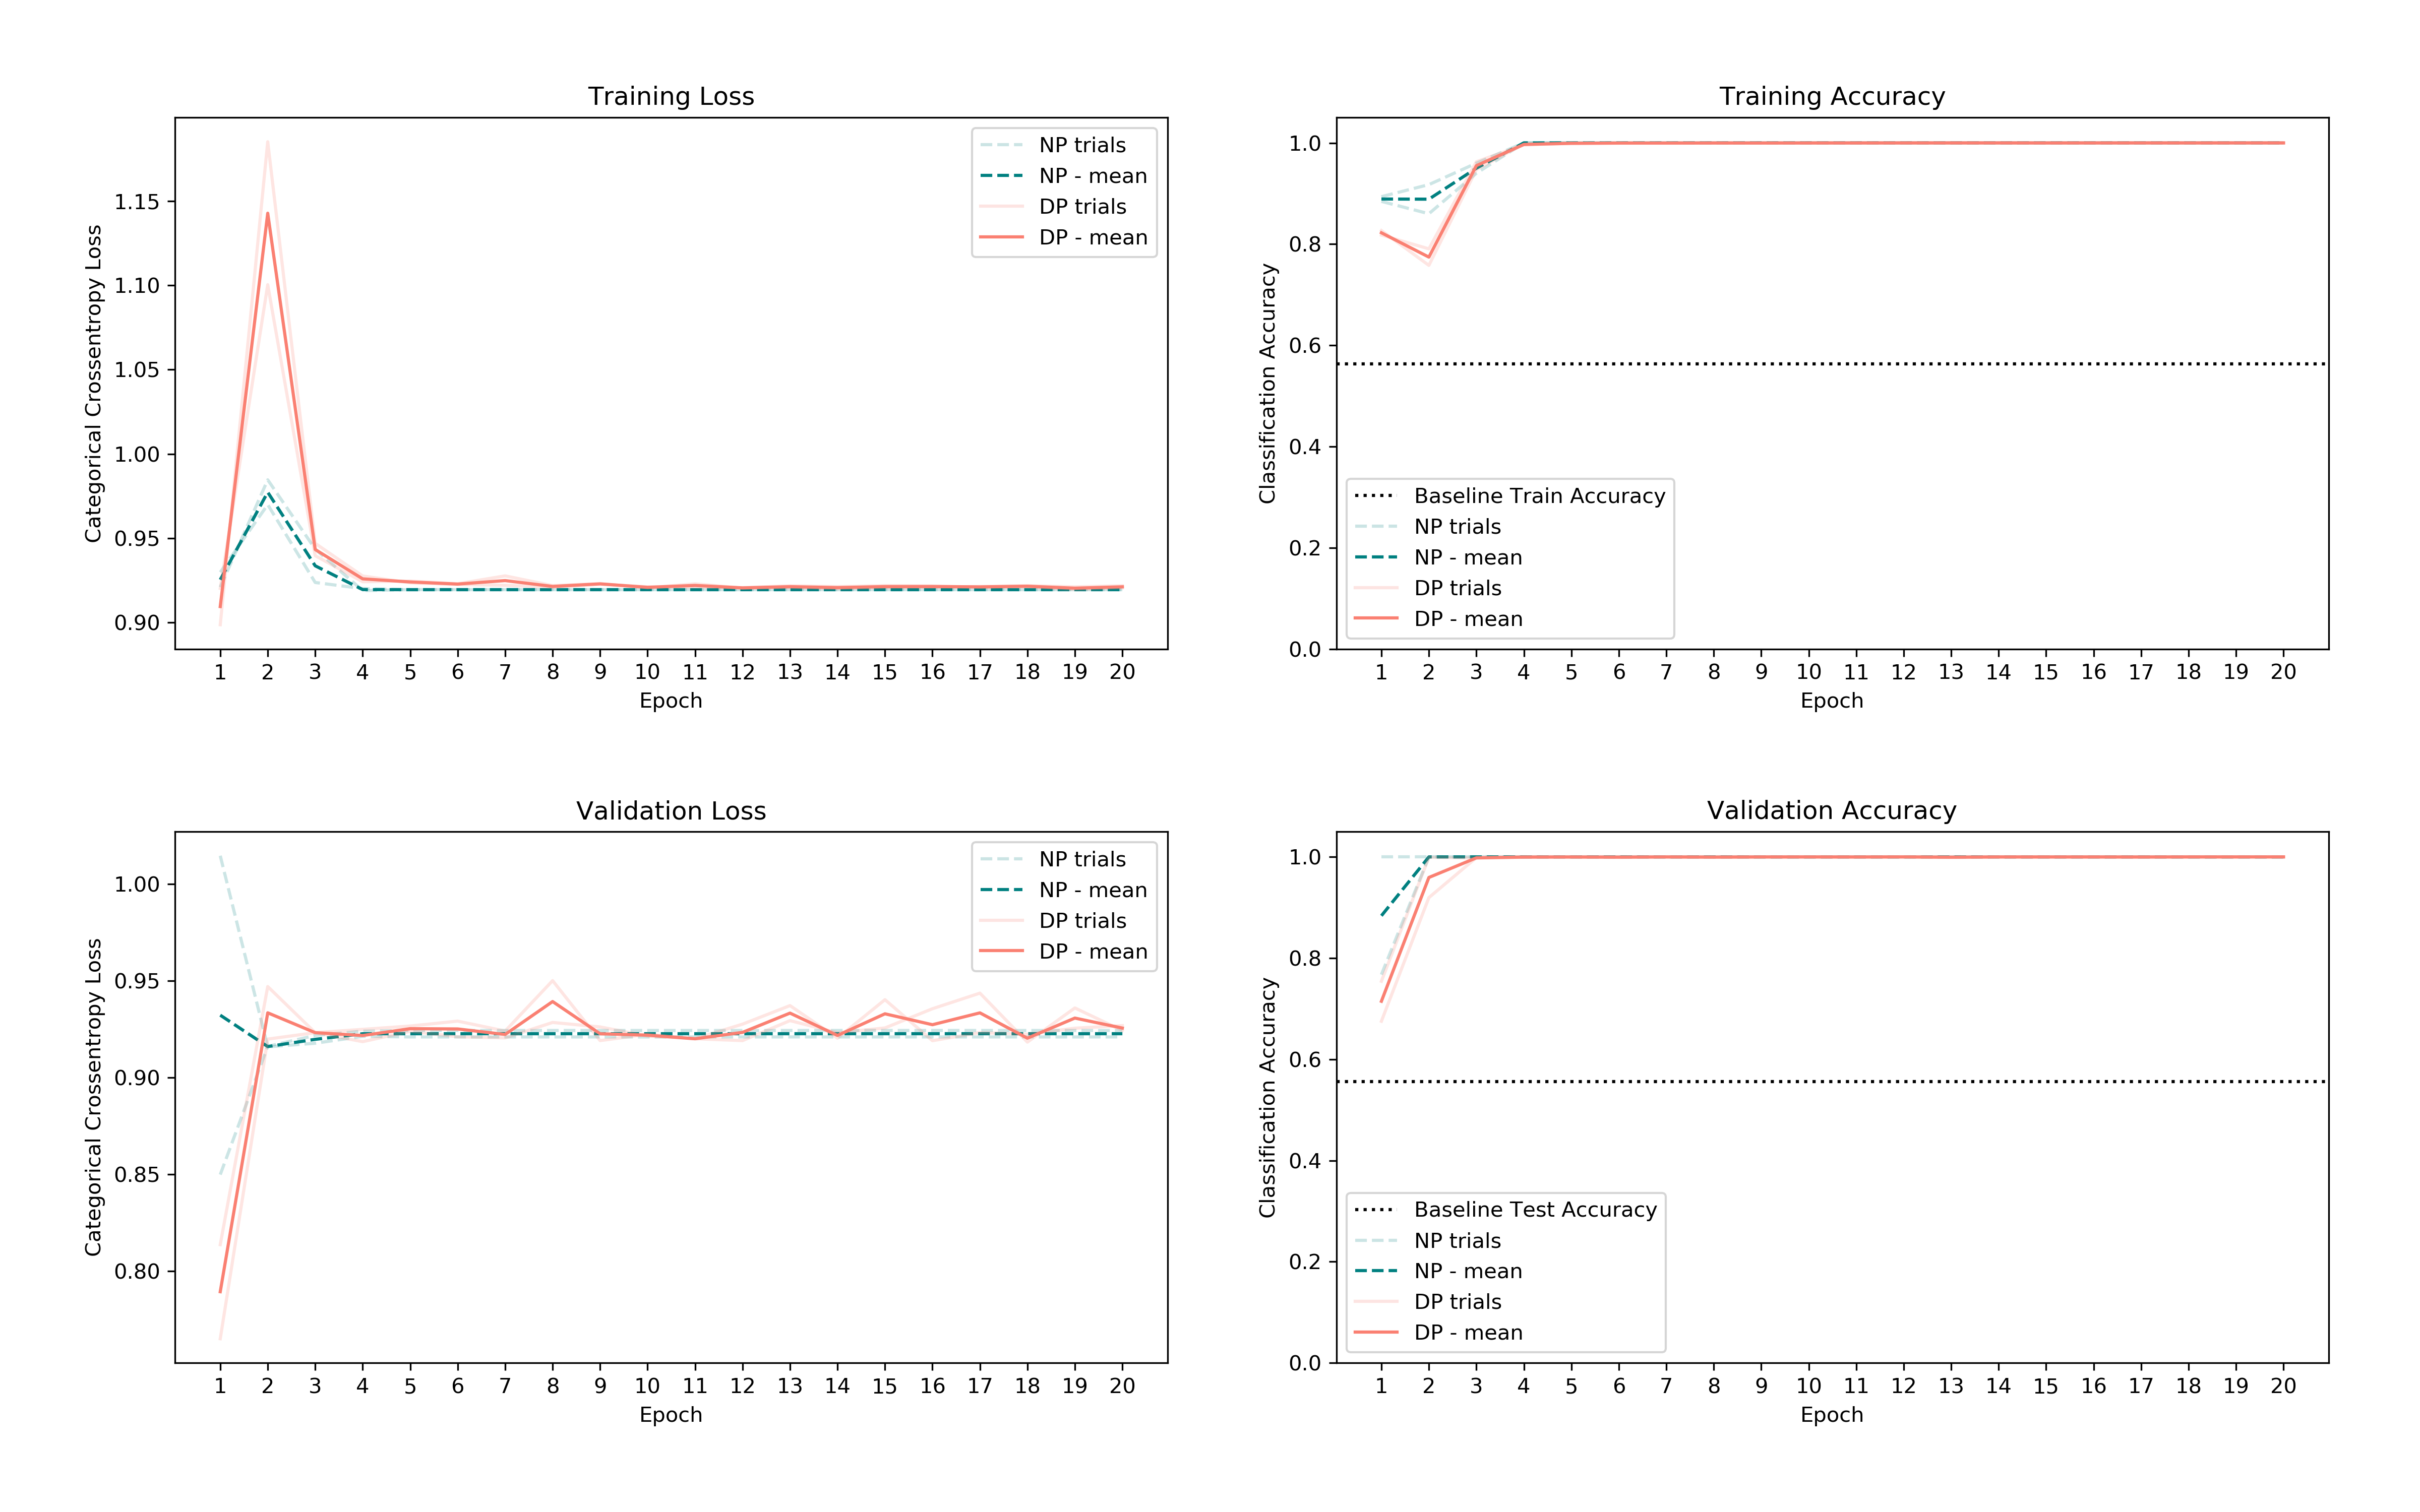 Training Loss
Categorical Crossentropy Loss
1.15
1.10
1.05
1.00
0.95
0.90
NP trials
NP - mean
DP trials
DP - mean
1 2 3 4 5 6 7 8 9 10 11 12 13 14 15 16 17 18 19 20
Epoch
Training Accuracy
Classification Accuracy
1.0
0.8
0.6
0.4
0.2
0.0
Baseline Train Accuracy
NP trials
NP - mean
DP trials
DP - mean
1 2 3 4 5 6 7 8 9 10 11 12 13 14 15 16 17 18 19 20
Epoch
Validation Loss
Categorical Crossentropy Loss
1.00
0.95
0.90
0.85
0.80
NP trials
NP - mean
DP trials
DP - mean
1 2 3 4 5 6 7 8 9 10 11 12 13 14 15 16 17 18 19 20
Epoch
Validation Accuracy
Classification Accuracy
1.0
0.8
0.6
0.4
0.2
0.0
Baseline Test Accuracy
NP trials
NP - mean
DP trials
DP - mean
1 2 3 4 5 6 7 8 9 10 11 12 13 14 15 16 17 18 19 20
Epoch